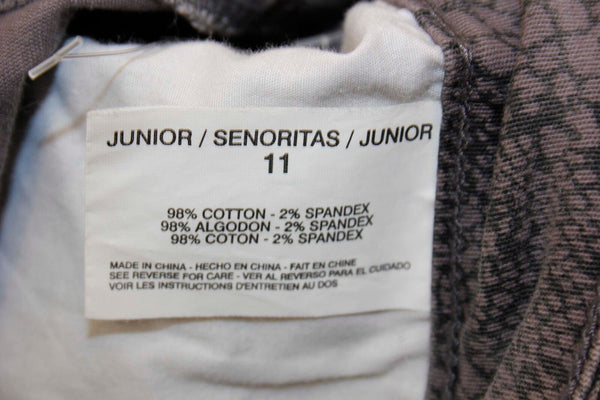 JUNIOR / SENORITAS / JUNIOR
11
98% COTTON - 2% SPANDEX
98% ALGODON - 2% SPANDEX
98% COTON - 2% SPANDEX
MADE IN CHINA - HECHO EN CHINA - FAIT EN CHINE
SEE REVERSE FOR CARE - VER AL REVERSO PARA EL CUIDADO
VOIR LES INSTRUCTIONS D'ENTRETIEN AU DOS